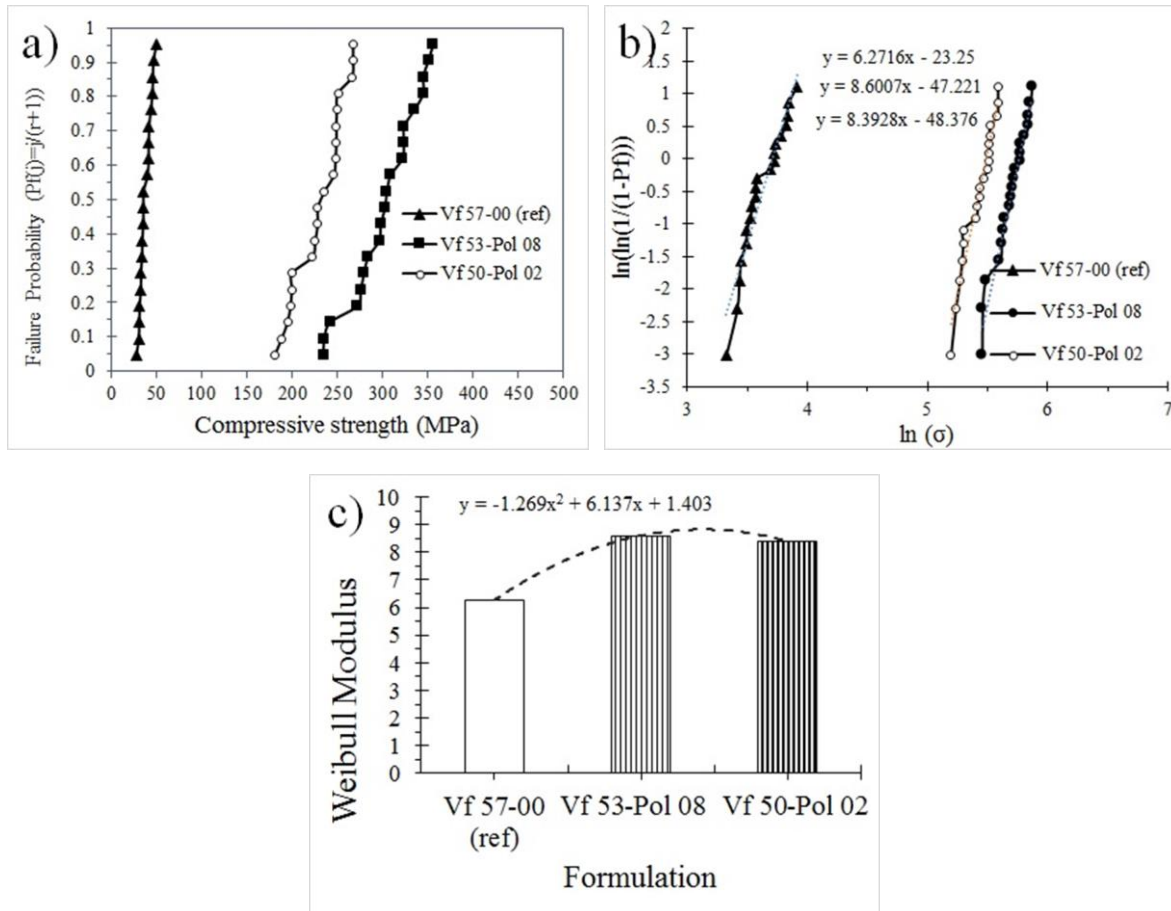 a)
Failure Probability (Pf(j)=j/(r+1))
1
0.9
0.8
0.7
0.6
0.5
0.4
0.3
0.2
0.1
0
0 50 100 150 200 250 300 350 400 450 500
Compressive strength (MPa)
Vf 57-00 (ref)
Vf 53-Pol 08
Vf 50-Pol 02
b)
ln(ln(1/(1-Pf)))
2
1.5
1
0.5
0
-0.5
-1
-1.5
-2
-2.5
-3
-3.5
y = 6.2716x - 23.25
y = 8.6007x - 47.221
y = 8.3928x - 48.376
Vf 57-00 (ref)
Vf 53-Pol 08
Vf 50-Pol 02
3 4 5 6 7
ln (σ)
c)
y = -1.269x² + 6.137x + 1.403
Weibull Modulus
10
9
8
7
6
5
4
3
2
1
0
Vf 57-00 (ref)
Vf 53-Pol 08
Vf 50-Pol 02
Formulation